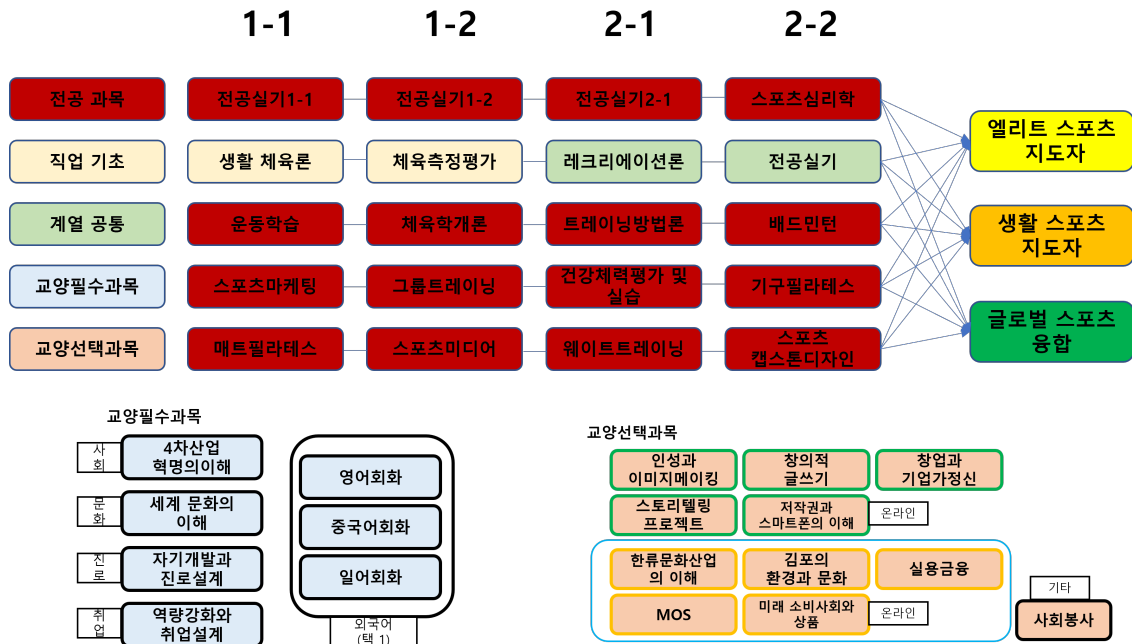 1-1 1-2 2-1 2-2
전공 과목 전공실기1-1 전공실기1-2 전공실기2-1 스포츠심리학
직업 기초 생활 체육론 체육측정평가 레크리에이션론 전공실기
계열 공통 운동학습 체육학개론 트레이닝방법론 배드민턴
교양필수과목 스포츠마케팅 그룹트레이닝 건강체력평가 및
실습
기구필라테스
교양선택과목 매트필라테스 스포츠미디어 웨이트트레이닝 스포츠
캡스톤디자인
엘리트 스포츠
지도자
생활 스포츠
지도자
글로벌 스포츠
융합
교양필수과목
사
회
4차산업
혁명의이해
문
화
세계 문화의
이해
진
로
자기개발과
진로설계
취
업
역량강화와
취업설계
영어회화
중국어회화
일어회화
외국어
(택 1)
교양선택과목
인성과
이미지메이킹
창의적
글쓰기
창업과
기업가정신
스토리텔링
프로젝트
저작권과
스마트폰의 이해
온라인
한류문화산업
의 이해
김포의
환경과 문화
실용금융
MOS
미래 소비사회와
상품
온라인
기타
사회봉사